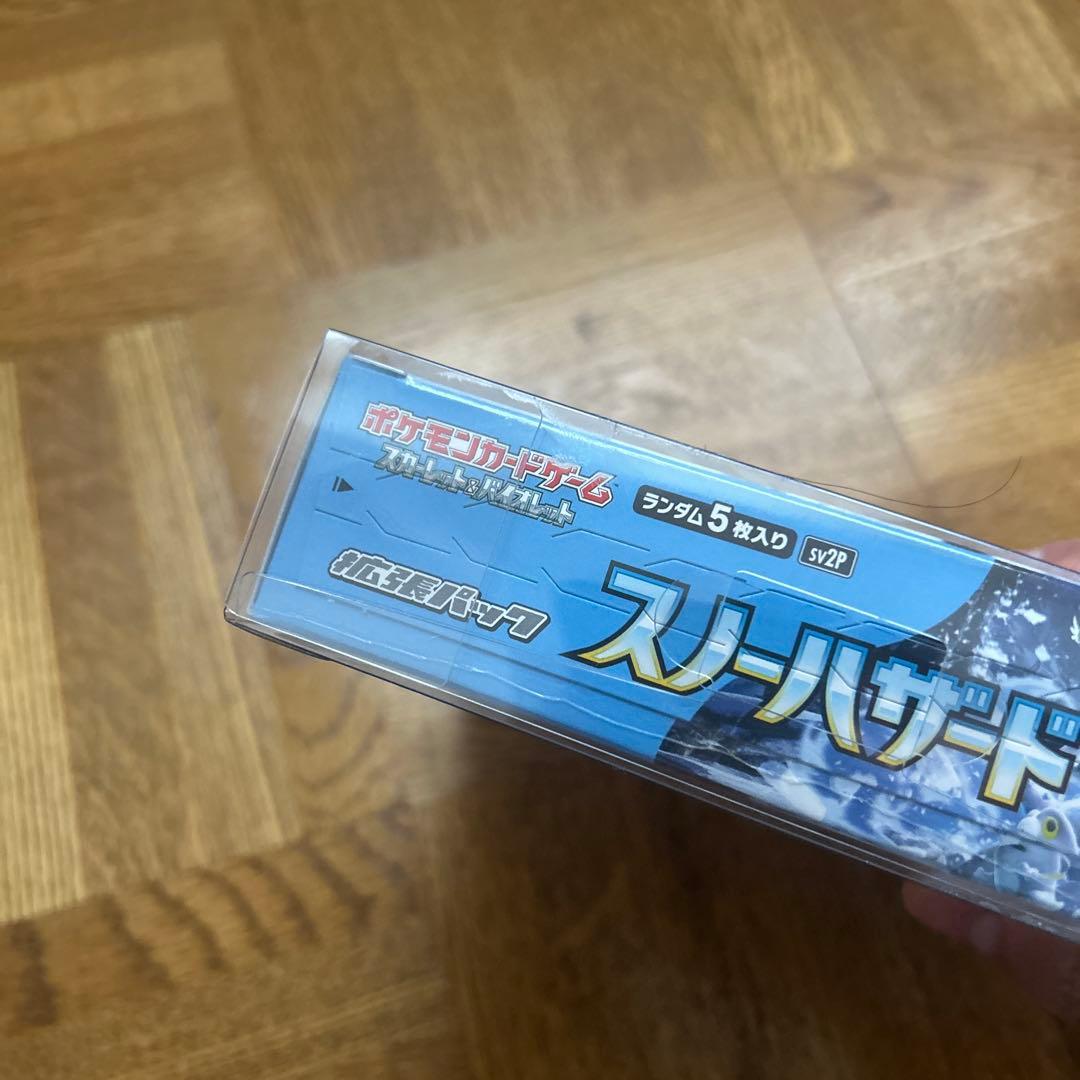 ポケモンカードゲーム
スカーレット&バイオレット
ランダム5枚入り
sv2P
拡張パック
スノーハザード